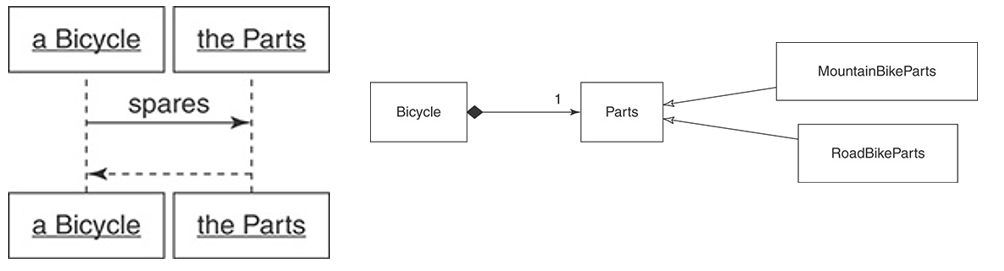 a Bicycle
the Parts
spares
a Bicycle
the Parts
Bicycle
1
Parts
MountainBikeParts
RoadBikeParts